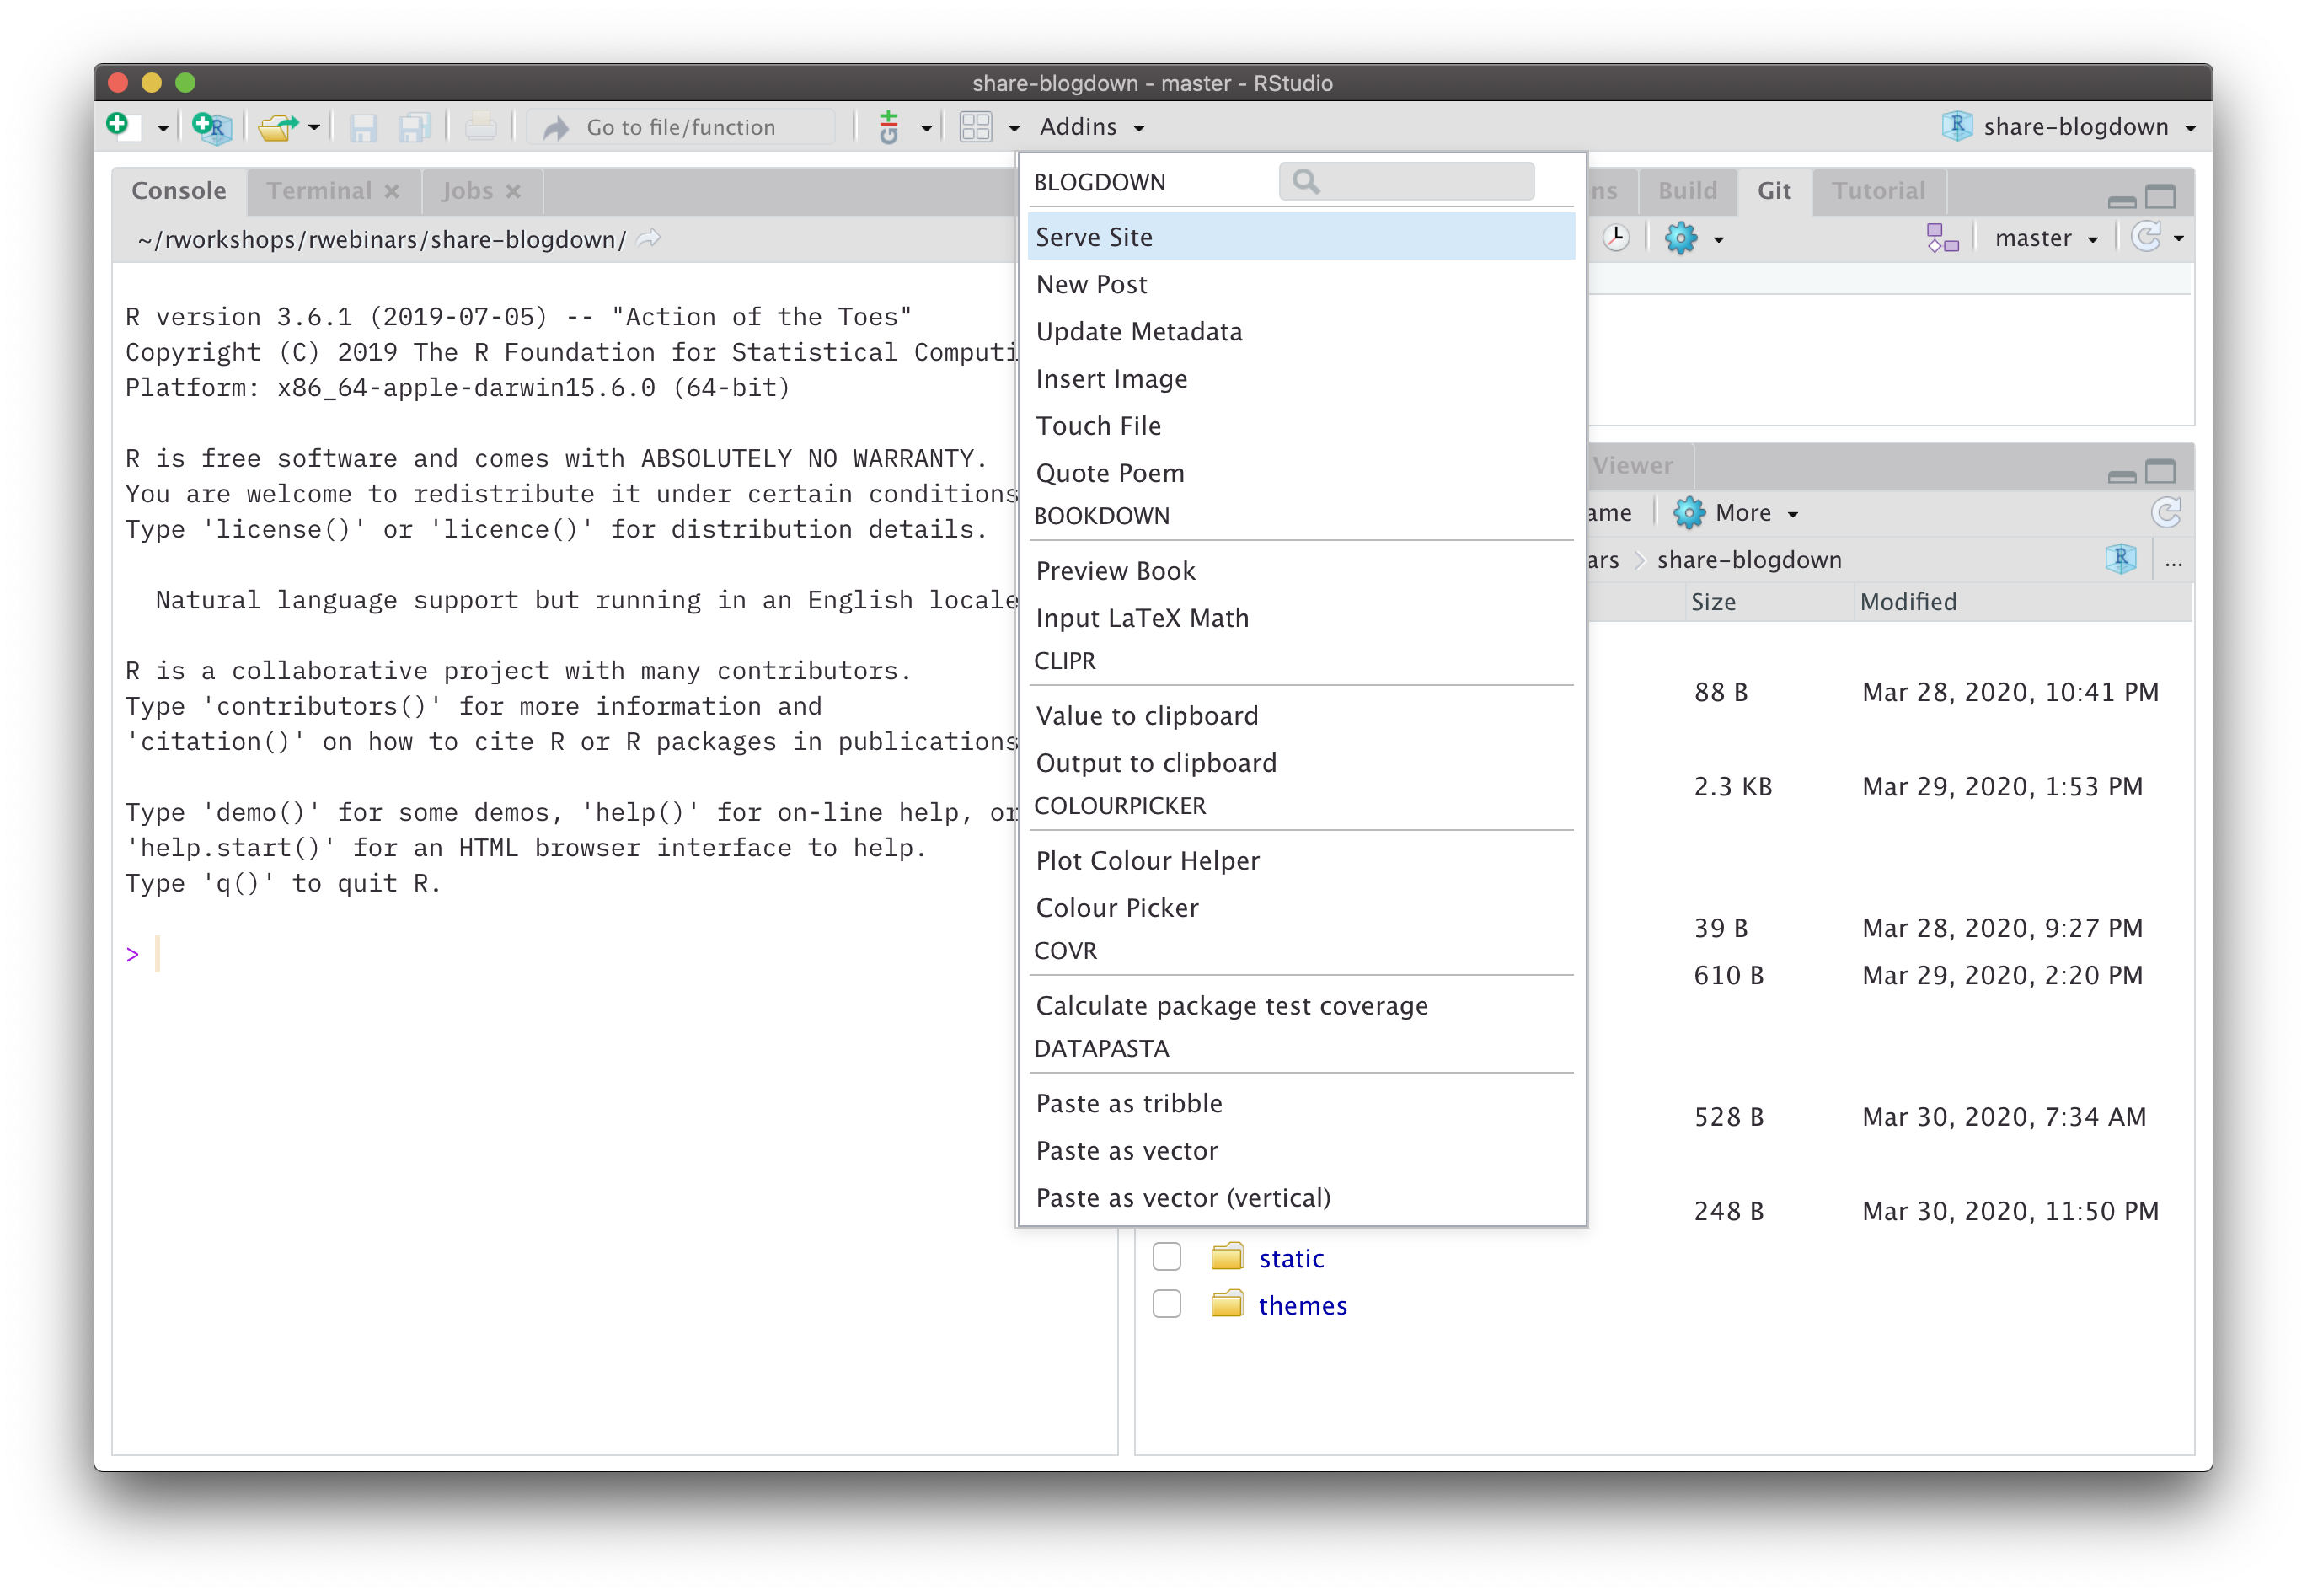 share-blogdown - master - RStudio
Go to file/function
Addins
share-blogdown
Console
Terminal
Jobs
~/rworkshops/rwebinars/share-blogdown/
R version 3.6.1 (2019-07-05) -- "Action of the Toes"
Copyright (C) 2019 The R Foundation for Statistical Computi
Platform: x86_64-apple-darwin15.6.0 (64-bit)
R is free software and comes with ABSOLUTELY NO WARRANTY.
You are welcome to redistribute it under certain conditions
Type 'license()' or 'licence()' for distribution details.
Natural language support but running in an English locale
R is a collaborative project with many contributors.
Type 'contributors()' for more information and
'citation()' on how to cite R or R packages in publications
Type 'demo()' for some demos, 'help()' for on-line help, or
'help.start()' for an HTML browser interface to help.
Type 'q()' to quit R.
>
BLOGDOWN
Serve Site
New Post
Update Metadata
Insert Image
Touch File
Quote Poem
BOOKDOWN
Preview Book
Input LaTeX Math
CLIPR
Value to clipboard
Output to clipboard
COLOURPICKER
Plot Colour Helper
Colour Picker
COVR
Calculate package test coverage
DATAPASTA
Paste as tribble
Paste as vector
Paste as vector (vertical)
ns
Build
Git
Tutorial
master
Viewer
ame
More
ars
share-blogdown
...
Size
Modified
88 B
Mar 28, 2020, 10:41 PM
2.3 KB
Mar 29, 2020, 1:53 PM
39 B
Mar 28, 2020, 9:27 PM
610 B
Mar 29, 2020, 2:20 PM
528 B
Mar 30, 2020, 7:34 AM
248 B
Mar 30, 2020, 11:50 PM
static
themes